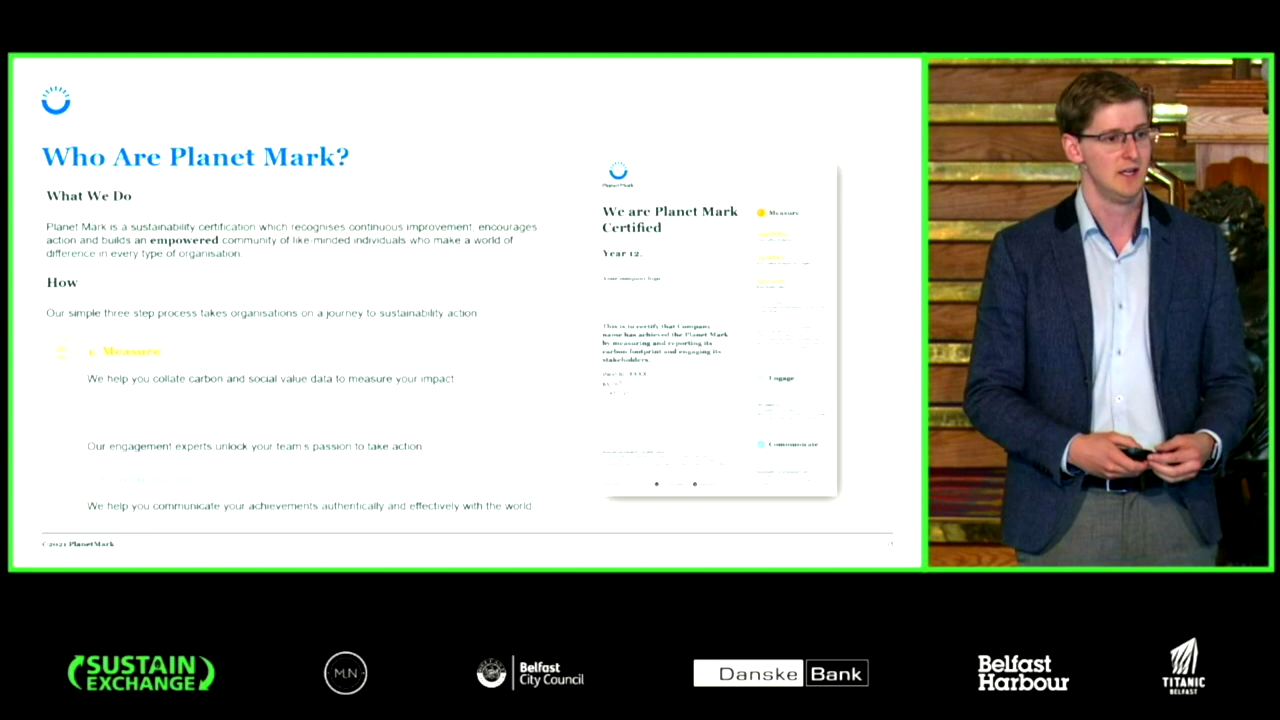 Who Are Planet Mark?
What We Do
Planet Mark is a sustainability certification which recognises continuous improvement, encourages
action and builds an empowered community of like-minded individuals who make a world of
difference in every type of organisation.
How
Our simple three step process takes organisations on a journey to sustainability action
1. Measure
We help you collate carbon and social value data to measure your impact
Our engagement experts unlock your team's passion to take action
We help you communicate your achievements authentically and effectively with the world
©2021 PlanetMark
Planet Mark
We are Planet Mark
Certified
Year 12.
Your company logo
This is to certify that Company
name has achieved the Planet Mark
by measuring and reporting its
carbon footprint and engaging its
stakeholders
Measure
Engage
Communicate
SUSTAIN
EXCHANGE
M.N
Belfast
City Council
Danske Bank
Belfast
Harbour
TITANIC
BELFAST